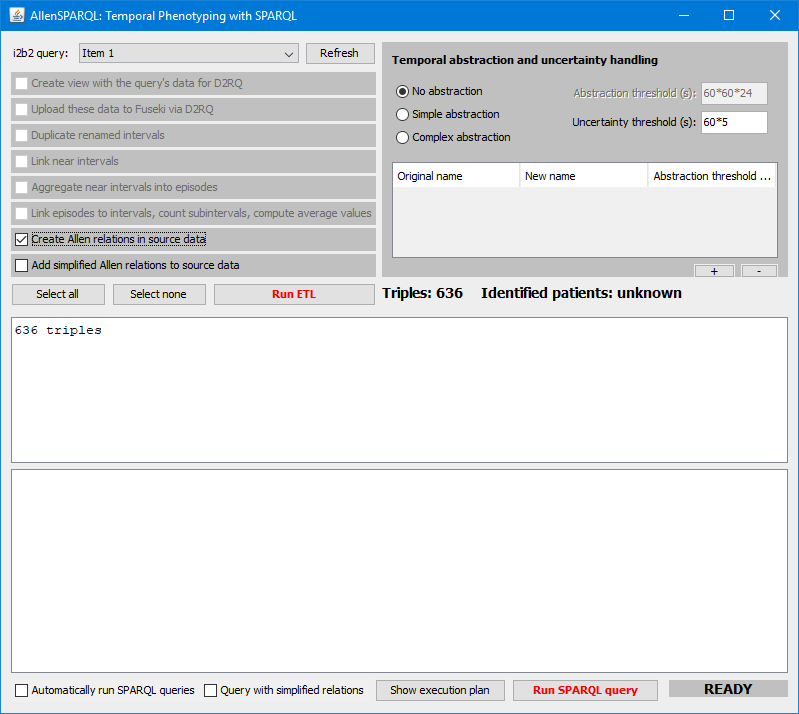 AllenSPARQL: Temporal Phenotyping with SPARQL
i2b2 query: Item 1 Refresh
Create view with the query's data for D2RQ
Upload these data to Fuseki via D2RQ
Duplicate renamed intervals
Link near intervals
Aggregate near intervals into episodes
Link episodes to intervals, count subintervals, compute average values
Create Allen relations in source data
Add simplified Allen relations to source data
Select all Select none Run ETL
Temporal abstraction and uncertainty handling
No abstraction
Simple abstraction
Complex abstraction
Abstraction threshold (s): 60*60*24
Uncertainty threshold (s): 60*5
Original name New name Abstraction threshold ...
+ -
Triples: 636 Identified patients: unknown
636 triples
Automatically run SPARQL queries Query with simplified relations Show execution plan Run SPARQL query READY